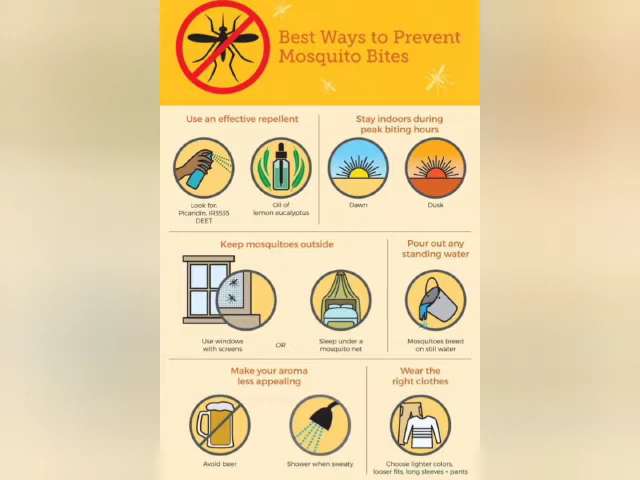 Best Ways to Prevent
Mosquito Bites
Use an effective repellent
Look for:
Picaridin, IR3535
DEET
Oil of
lemon eucalyptus
Stay indoors during
peak biting hours
Dawn
Dusk
Keep mosquitoes outside
Use windows
with screens
OR
Sleep under a
mosquito net
Pour out any
standing water
Mosquitoes breed
on still water
Make your aroma
less appealing
Avoid beer
Shower when sweaty
Wear the
right clothes
Choose lighter colors,
looser fits, long sleeves + pants